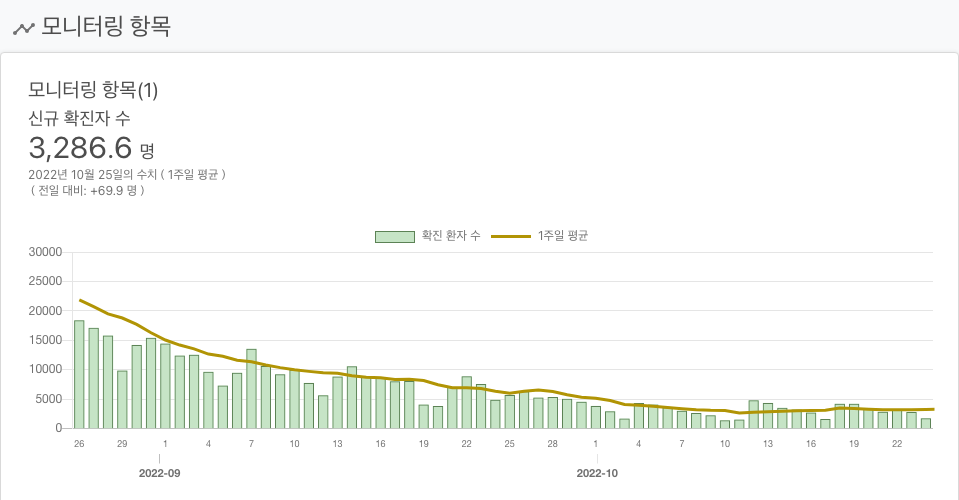 모니터링 항목
모니터링 항목(1)
신규 확진자 수
3,286.6 명
2022년 10월 25일의 수치 ( 1주일 평균 )
( 전일 대비: +69.9 명 )
확진 환자 수 1주일 평균
30000
25000
20000
15000
10000
5000
0
26 29 1 4 7 10 13 16 19 22 25 28 1 4 7 10 13 16 19 22
2022-09 2022-10